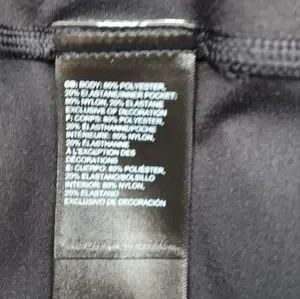 GB: BODY: 80% POLYESTER,
20% ELASTANE/INNER POCKET:
80% NYLON, 20% ELASTANE
EXCLUSIVE OF DECORATION
F: CORPS: 80% POLYESTER,
20% ÉLASTHANNE/POCHE
INTÉRIEURE: 80% NYLON,
20% ÉLASTHANNE
À L'EXCEPTION DES
DÉCORATIONS
E: CUERPO: 80% POLIÉSTER,
20% ELASTANO/BOLSILLO
INTERIOR: 80% NYLON,
20% ELASTANO
EXCLUSIVO DE DECORACIÓN